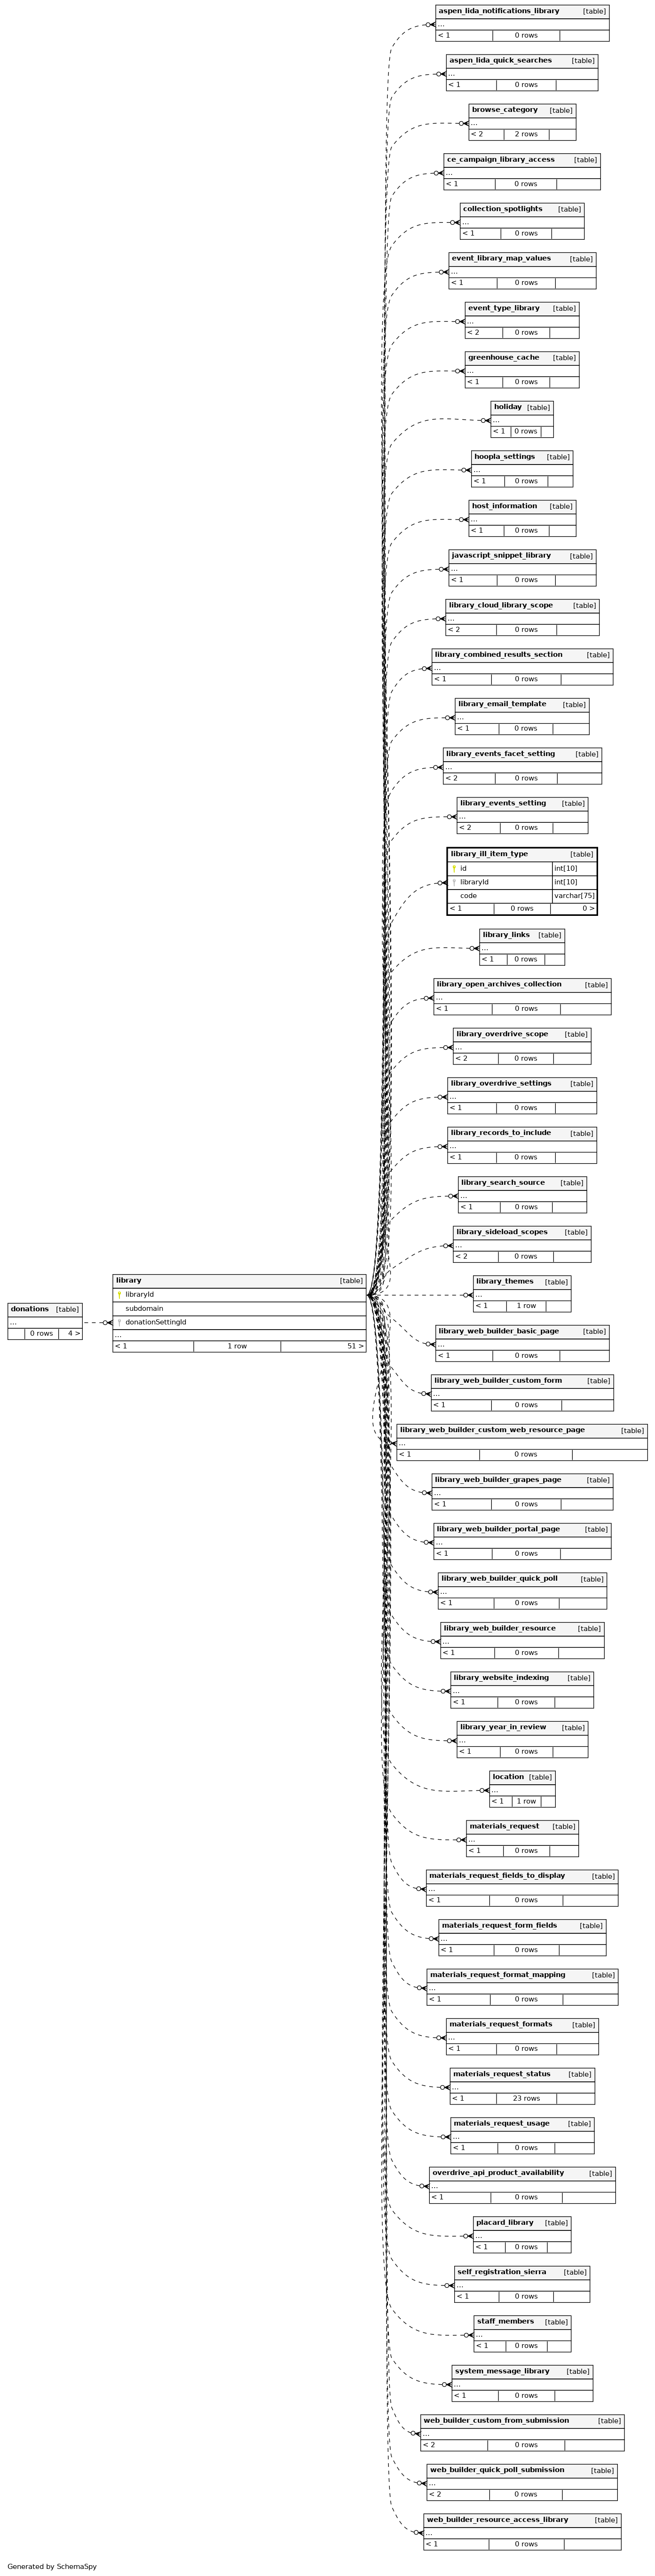 aspen_lida_notifications_library [table]
...
< 1 0 rows
aspen_lida_quick_searches [table]
...
< 1 0 rows
browse_category [table]
...
< 2 2 rows
ce_campaign_library_access [table]
...
< 1 0 rows
collection_spotlights [table]
...
< 1 0 rows
event_library_map_values [table]
...
< 1 0 rows
event_type_library [table]
...
< 2 0 rows
greenhouse_cache [table]
...
< 1 0 rows
holiday [table]
...
< 1 0 rows
hoopla_settings [table]
...
< 1 0 rows
host_information [table]
...
< 1 0 rows
javascript_snippet_library [table]
...
< 1 0 rows
library_cloud_library_scope [table]
...
< 2 0 rows
library_combined_results_section [table]
...
< 1 0 rows
library_email_template [table]
...
< 1 0 rows
library_events_facet_setting [table]
...
< 2 0 rows
library_events_setting [table]
...
< 2 0 rows
library_ill_item_type [table]
id int[10]
libraryId int[10]
code varchar[75]
< 1 0 rows 0 >
library_links [table]
...
< 1 0 rows
library_open_archives_collection [table]
...
< 1 0 rows
library_overdrive_scope [table]
...
< 2 0 rows
library_overdrive_settings [table]
...
< 1 0 rows
library_records_to_include [table]
...
< 1 0 rows
library_search_source [table]
...
< 1 0 rows
library_sideload_scopes [table]
...
< 2 0 rows
library [table]
libraryId
subdomain
donationSettingId
...
< 1 1 row 51 >
donations [table]
...
0 rows 4 >
library_themes [table]
...
< 1 1 row
library_web_builder_basic_page [table]
...
< 1 0 rows
library_web_builder_custom_form [table]
...
< 1 0 rows
library_web_builder_custom_web_resource_page [table]
...
< 1 0 rows
library_web_builder_grapes_page [table]
...
< 1 0 rows
library_web_builder_portal_page [table]
...
< 1 0 rows
library_web_builder_quick_poll [table]
...
< 1 0 rows
library_web_builder_resource [table]
...
< 1 0 rows
library_website_indexing [table]
...
< 1 0 rows
library_year_in_review [table]
...
< 1 0 rows
location [table]
...
< 1 1 row
materials_request [table]
...
< 1 0 rows
materials_request_fields_to_display [table]
...
< 1 0 rows
materials_request_form_fields [table]
...
< 1 0 rows
materials_request_format_mapping [table]
...
< 1 0 rows
materials_request_formats [table]
...
< 1 0 rows
materials_request_status [table]
...
< 1 23 rows
materials_request_usage [table]
...
< 1 0 rows
overdrive_api_product_availability [table]
...
< 1 0 rows
placard_library [table]
...
< 1 0 rows
self_registration_sierra [table]
...
< 1 0 rows
staff_members [table]
...
< 1 0 rows
system_message_library [table]
...
< 1 0 rows
web_builder_custom_from_submission [table]
...
< 2 0 rows
web_builder_quick_poll_submission [table]
...
< 2 0 rows
web_builder_resource_access_library [table]
...
< 1 0 rows
Generated by SchemaSpy